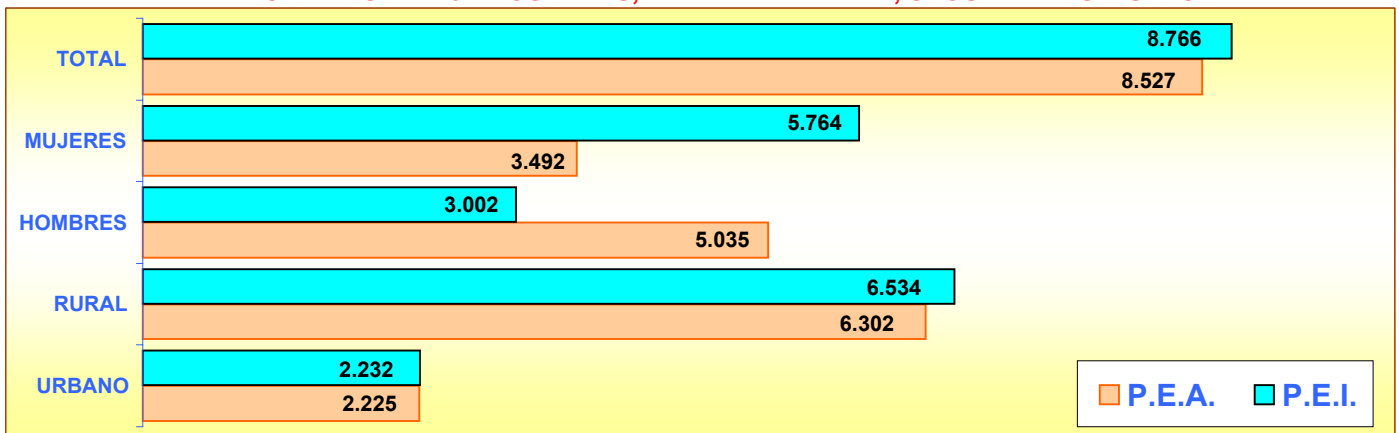 8.766
TOTAL
8.527
5.764
MUJERES
3.492
3.002
HOMBRES
5.035
6.534
RURAL
6.302
2.232
URBANO
2.225
P.E.A. P.E.I.